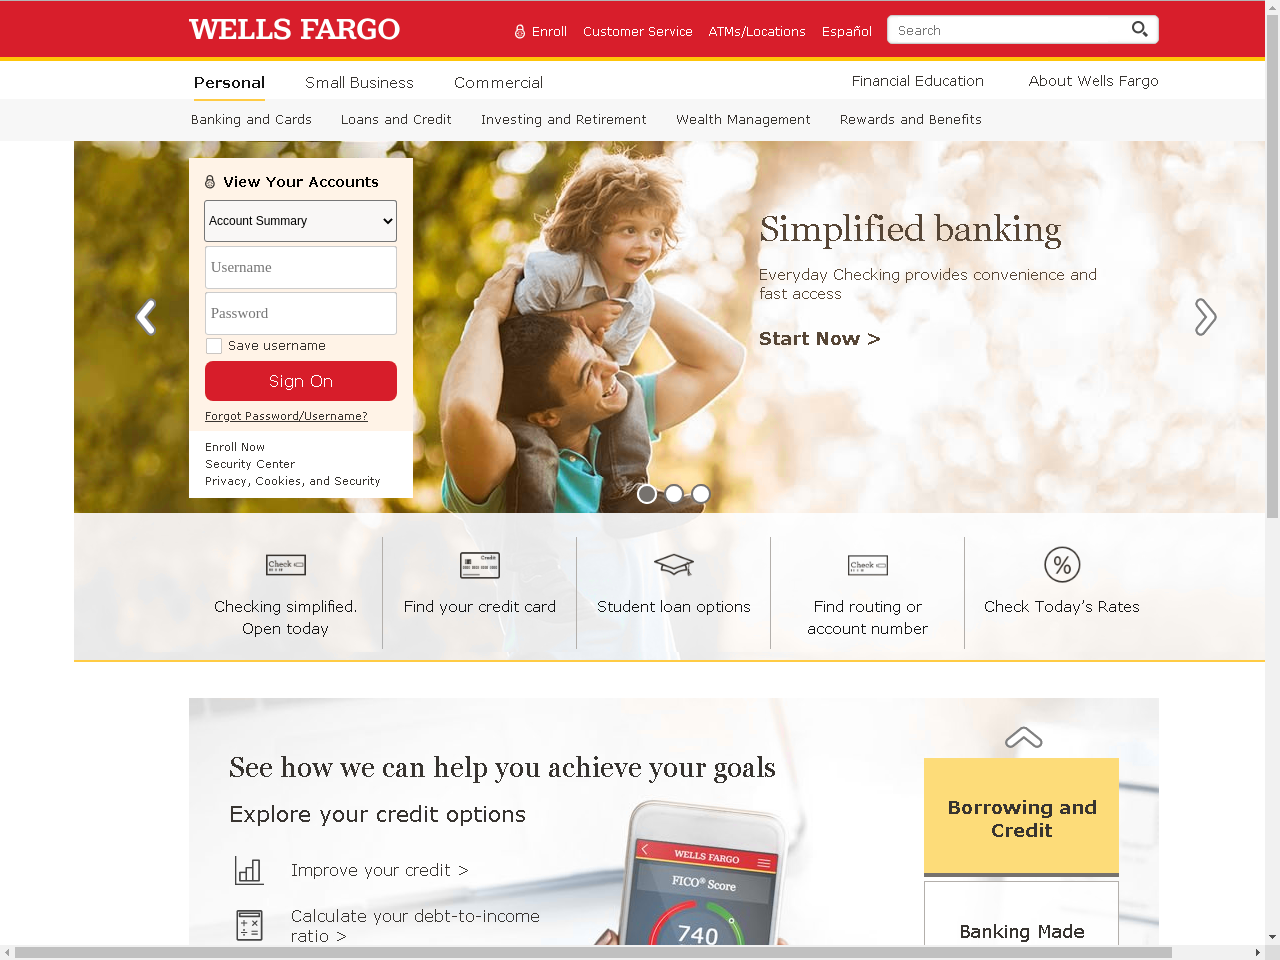 WELLS FARGO
Enroll
Customer Service
ATMs/Locations
Español
Search
Personal
Small Business
Commercial
Financial Education
About Wells Fargo
Banking and Cards
Loans and Credit
Investing and Retirement
Wealth Management
Rewards and Benefits
View Your Accounts
Account Summary
Username
Password
Save username
Sign On
Forgot Password/Username?
Enroll Now
Security Center
Privacy, Cookies, and Security
Simplified banking
Everyday Checking provides convenience and
fast access
Start Now >
Check
Checking simplified.
Open today
Credit
Find your credit card
Student loan options
Check
Find routing or
account number
%
Check Today's Rates
See how we can help you achieve your goals
Explore your credit options
Improve your credit >
Calculate your debt-to-income
ratio >
WELLS FARGO
FICO® Score
740
Borrowing and
Credit
Banking Made